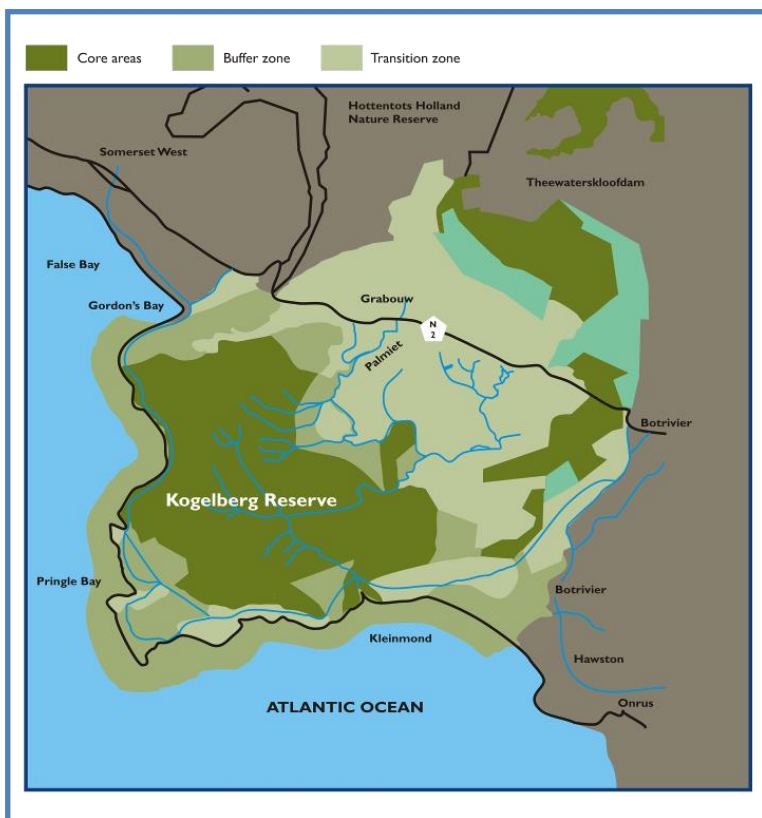 Core areas
Buffer zone
Transition zone
Hottentots Holland
Nature Reserve
Somerset West
Theewaterskloofdam
False Bay
Gordon's Bay
Grabouw
N
2
Palmiet
Botrivier
Kogelberg Reserve
Pringle Bay
Botrivier
Kleinmond
Hawston
Onrus
ATLANTIC OCEAN